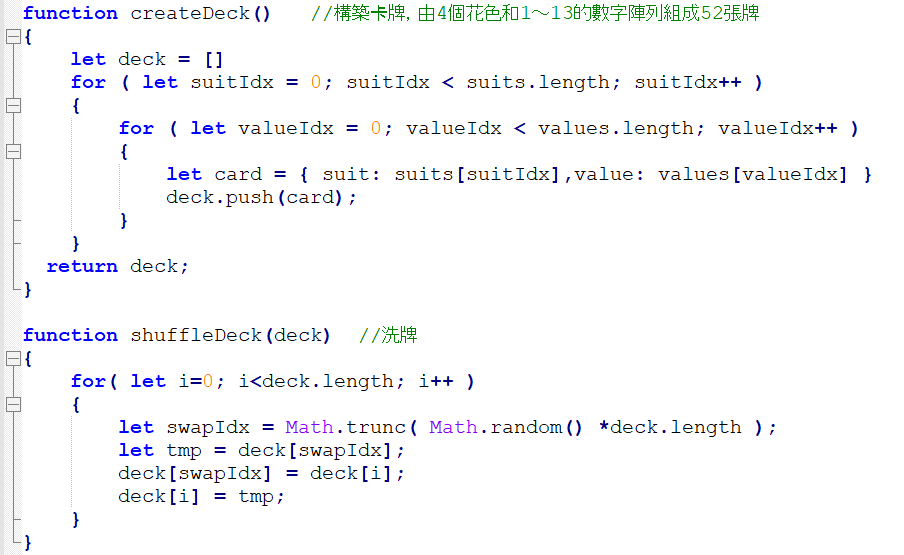 function createDeck()   //構築卡牌,由4個花色和1～13的數字陣列組成52張牌
{
    let deck = []
    for ( let suitIdx = 0; suitIdx < suits.length; suitIdx++ )
    {
        for ( let valueIdx = 0; valueIdx < values.length; valueIdx++ )
        {
            let card = { suit: suits[suitIdx],value: values[valueIdx] }
            deck.push(card);
        }
    }
  return deck;
}

function shuffleDeck(deck)  //洗牌
{
    for( let i=0; i<deck.length; i++ )
    {
        let swapIdx = Math.trunc( Math.random() *deck.length );
        let tmp = deck[swapIdx];
        deck[swapIdx] = deck[i];
        deck[i] = tmp;
    }
}